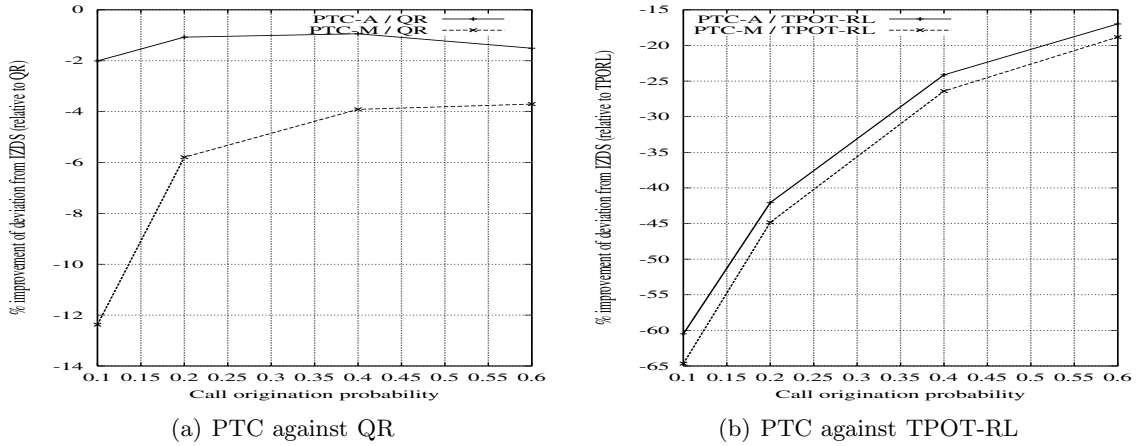 0
-2
-4
-6
-8
-10
-12
-14
0.1 0.15 0.2 0.25 0.3 0.35 0.4 0.45 0.5 0.55 0.6
% improvement of deviation from IZDS (relative to QR)
Call origination probability
PTC-A / QR
PTC-M / QR
(a) PTC against QR
-15
-20
-25
-30
-35
-40
-45
-50
-55
-60
-65
0.1 0.15 0.2 0.25 0.3 0.35 0.4 0.45 0.5 0.55 0.6
% improvement of deviation from IZDS (relative to TPORL)
Call origination probability
PTC-A / TPOT-RL
PTC-M / TPOT-RL
(b) PTC against TPOT-RL